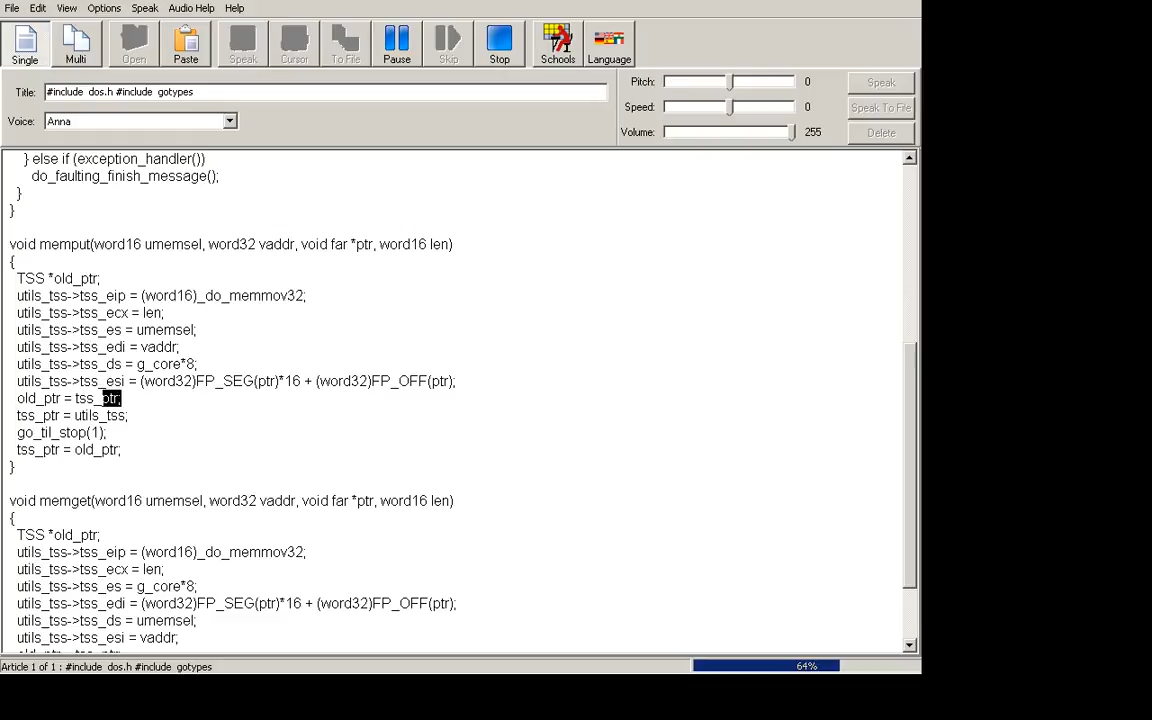 File Edit View Options Speak Audio Help Help
Single Multi Open Paste Speak Cursor To File Pause Skip Stop Schools Language
Title: #include dos.h #include gotypes
Voice: Anna
Pitch: 0 Speak
Speed: 0 Speak To File
Volume: 255 Delete
} else if (exception_handler())
do_faulting_finish_message();
}
}
void memput(word16 umemsel, word32 vaddr, void far *ptr, word16 len)
{
TSS *old_ptr;
utils_tss->tss_eip = (word16)_do_memmov32;
utils_tss->tss_ecx = len;
utils_tss->tss_es = umemsel;
utils_tss->tss_edi = vaddr;
utils_tss->tss_ds = g_core*8;
utils_tss->tss_esi = (word32)FP_SEG(ptr)*16 + (word32)FP_OFF(ptr);
old_ptr = tss_ptr;
tss_ptr = utils_tss;
go_til_stop(1);
tss_ptr = old_ptr;
}
void memget(word16 umemsel, word32 vaddr, void far *ptr, word16 len)
{
TSS *old_ptr;
utils_tss->tss_eip = (word16)_do_memmov32;
utils_tss->tss_ecx = len;
utils_tss->tss_es = g_core*8;
utils_tss->tss_edi = (word32)FP_SEG(ptr)*16 + (word32)FP_OFF(ptr);
utils_tss->tss_ds = umemsel;
utils_tss->tss_esi = vaddr;
Article 1 of 1 : #include dos.h #include gotypes 64%